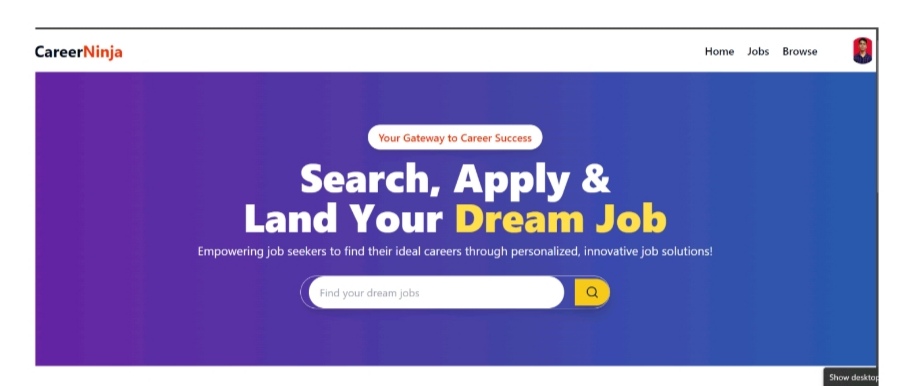 CareerNinja
Home Jobs Browse
Your Gateway to Career Success
Search, Apply &
Land Your Dream Job
Empowering job seekers to find their ideal careers through personalized, innovative job solutions!
Find your dream jobs
Show desktop